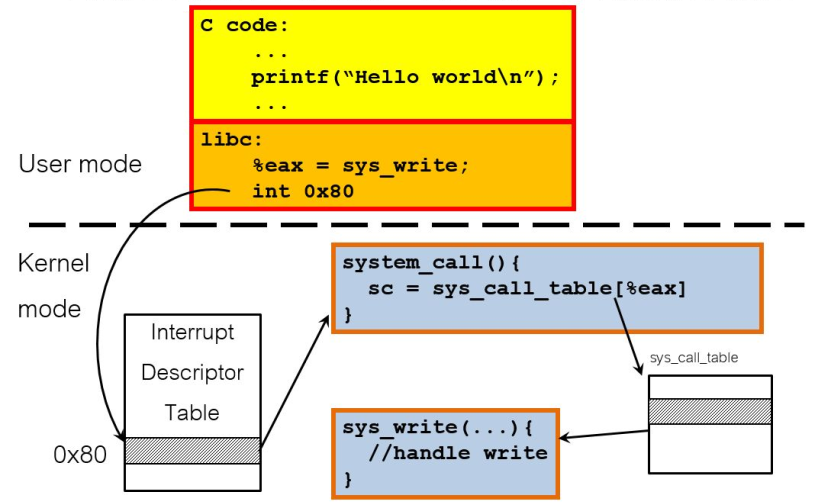 C code:
...
printf(“Hello world\n”);
...
libc:
%eax = sys_write;
int 0x80
User mode
Kernel
mode
system_call(){
sc = sys_call_table[%eax]
}
Interrupt
Descriptor
Table
0x80
sys_call_table
sys_write(...){
//handle write
}